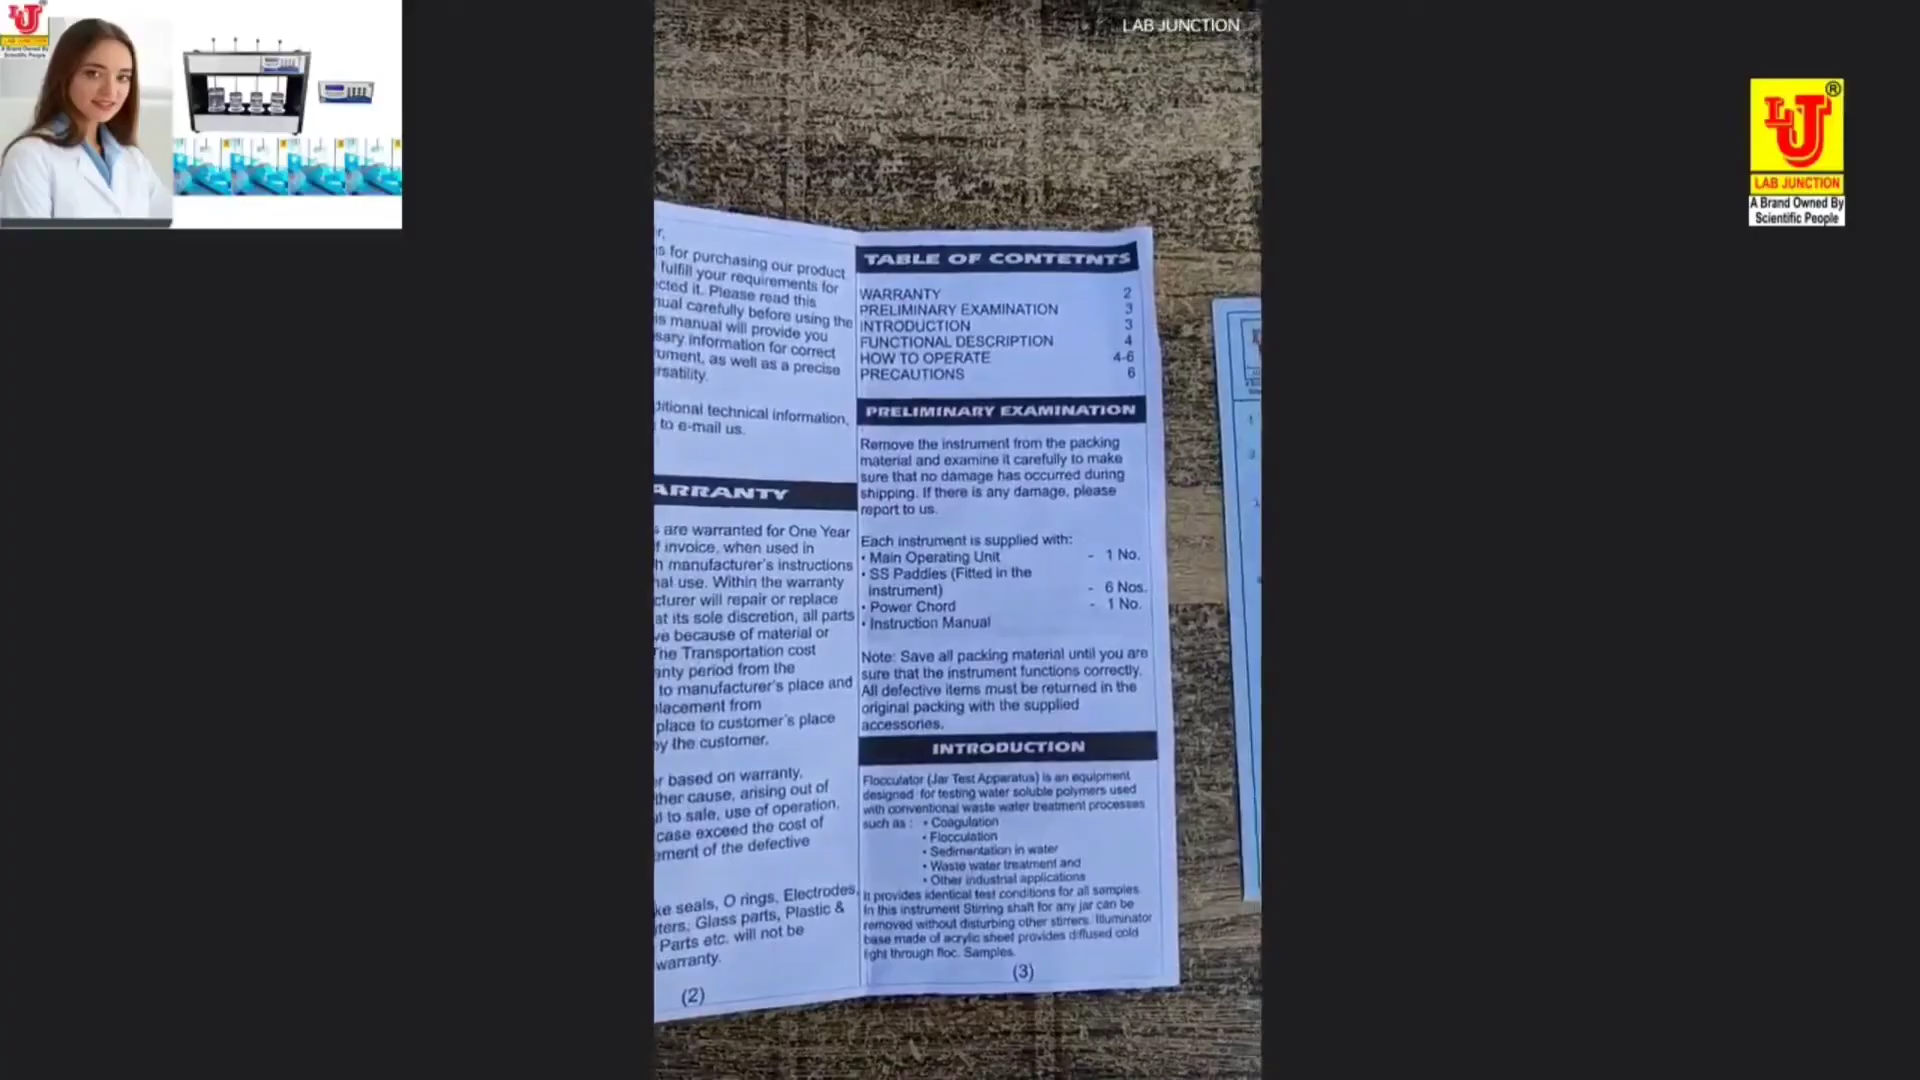 LJ
LAB JUNCTION
A Brand Owned By
Scientific People
LAB JUNCTION
LJ®
LAB JUNCTION
A Brand Owned By
Scientific People
r,
s for purchasing our product
fulfill your requirements for
cted it. Please read this
nual carefully before using the
s manual will provide you
sary information for correct
ument, as well as a precise
rsatility.
ditional technical information,
to e-mail us.
ARRANTY
s are warranted for One Year
f invoice, when used in
h manufacturer's instructions
nal use. Within the warranty
cturer will repair or replace
at its sole discretion, all parts
ve because of material or
The Transportation cost
anty period from the
to manufacturer's place and
lacement from
place to customer's place
by the customer.
r based on warranty,
ther cause, arising out of
l to sale, use of operation,
case exceed the cost of
ement of the defective
ke seals, O rings, Electrodes,
ters, Glass parts, Plastic &
Parts etc. will not be
warranty.
(2)
TABLE OF CONTETNTS
WARRANTY 2
PRELIMINARY EXAMINATION 3
INTRODUCTION 3
FUNCTIONAL DESCRIPTION 4
HOW TO OPERATE 4-6
PRECAUTIONS 6
PRELIMINARY EXAMINATION
Remove the instrument from the packing
material and examine it carefully to make
sure that no damage has occurred during
shipping. If there is any damage, please
report to us.
Each instrument is supplied with:
• Main Operating Unit - 1 No.
• SS Paddles (Fitted in the
instrument) - 6 Nos.
• Power Chord - 1 No.
• Instruction Manual
Note: Save all packing material until you are
sure that the instrument functions correctly.
All defective items must be returned in the
original packing with the supplied
accessories.
INTRODUCTION
Flocculator (Jar Test Apparatus) is an equipment
designed for testing water soluble polymers used
with conventional waste water treatment processes
such as : • Coagulation
• Flocculation
• Sedimentation in water
• Waste water treatment and
• Other industrial applications
It provides identical test conditions for all samples.
In this instrument Stirring shaft for any jar can be
removed without disturbing other stirrers. Illuminator
base made of acrylic sheet provides diffused cold
light through floc. Samples.
(3)